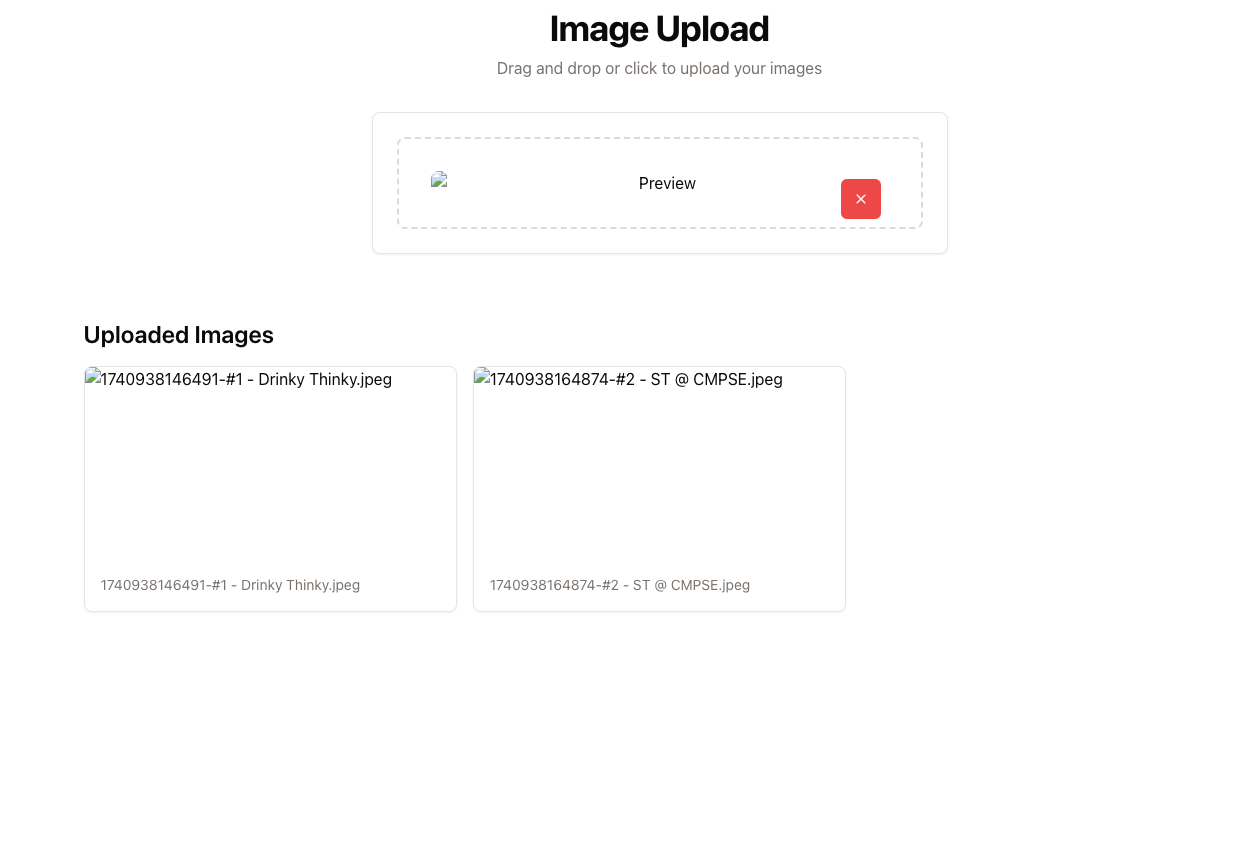 Image Upload
Drag and drop or click to upload your images
Preview
Uploaded Images
1740938146491-#1 - Drinky Thinky.jpeg
1740938164874-#2 - ST @ CMPSE.jpeg
1740938146491-#1 - Drinky Thinky.jpeg
1740938164874-#2 - ST @ CMPSE.jpeg